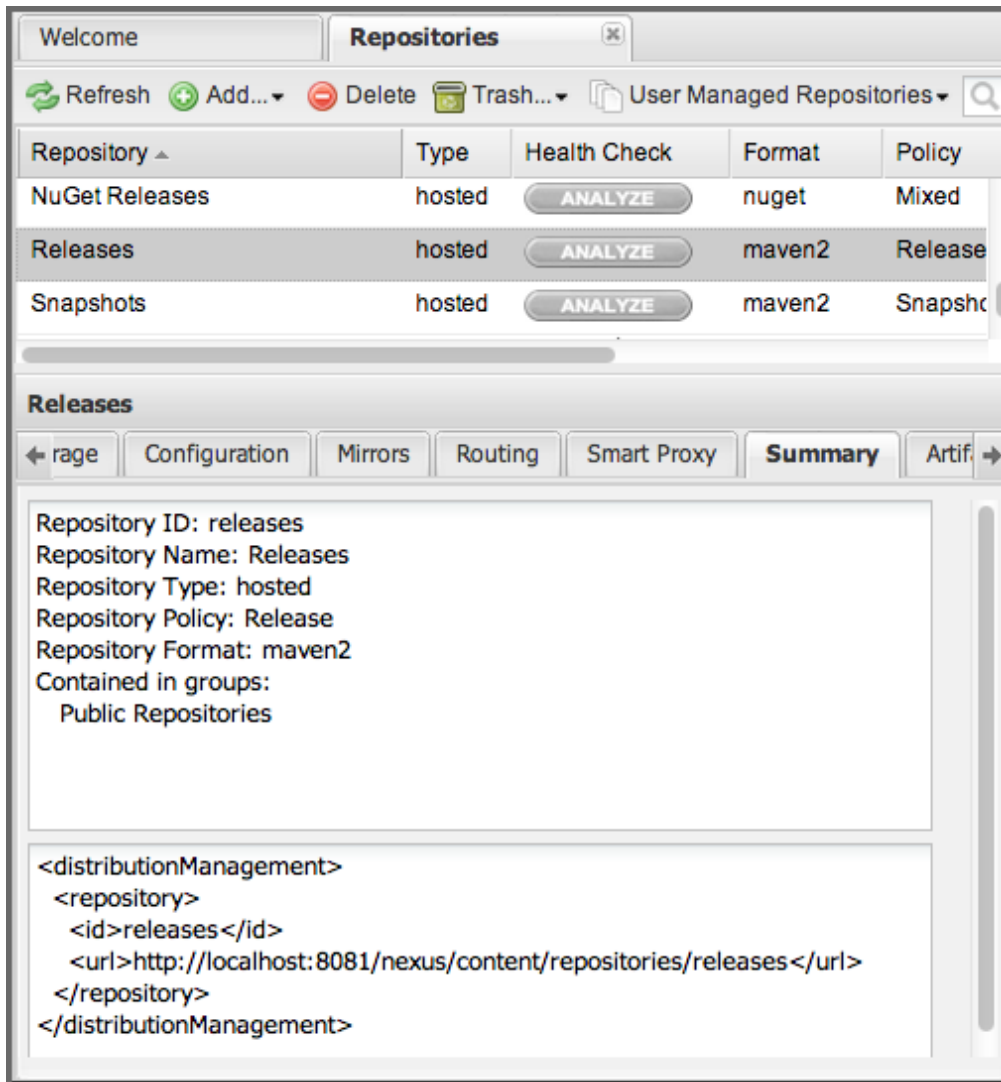 Welcome Repositories
Refresh Add... Delete Trash... User Managed Repositories
Repository Type Health Check Format Policy
NuGet Releases hosted ANALYZE nuget Mixed
Releases hosted ANALYZE maven2 Release
Snapshots hosted ANALYZE maven2 Snapsho
Releases
rage Configuration Mirrors Routing Smart Proxy Summary Artif
Repository ID: releases
Repository Name: Releases
Repository Type: hosted
Repository Policy: Release
Repository Format: maven2
Contained in groups:
Public Repositories
<distributionManagement>
<repository>
<id>releases</id>
<url>http://localhost:8081/nexus/content/repositories/releases</url>
</repository>
</distributionManagement>